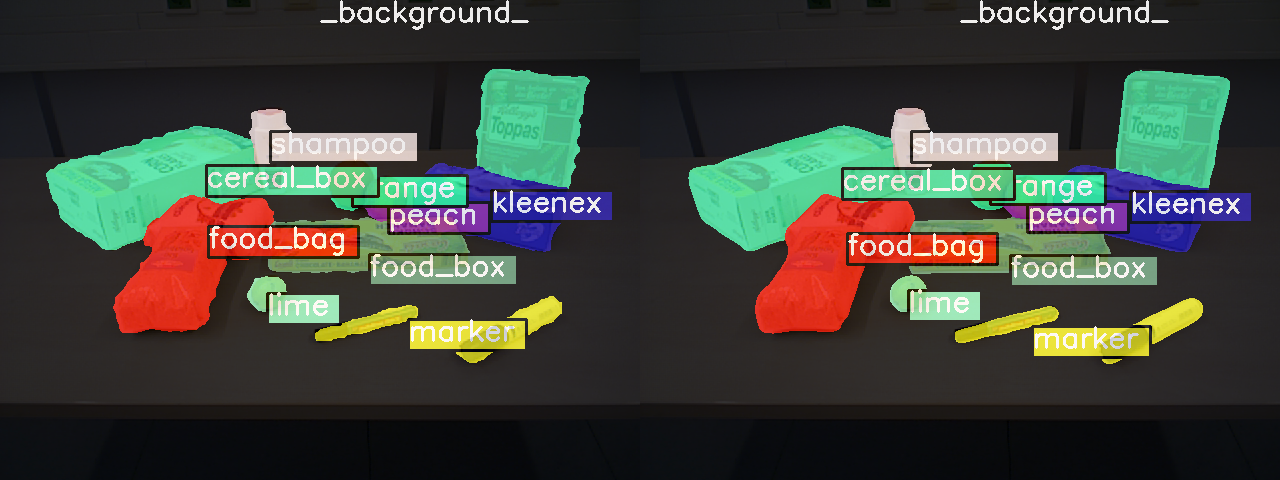 _background_
_background_
Toppas
shampoo
cereal_box
range
peach
kleenex
food_bag
food_box
lime
marker
Toppas
shampoo
cereal_box
range
peach
kleenex
food_bag
food_box
lime
marker